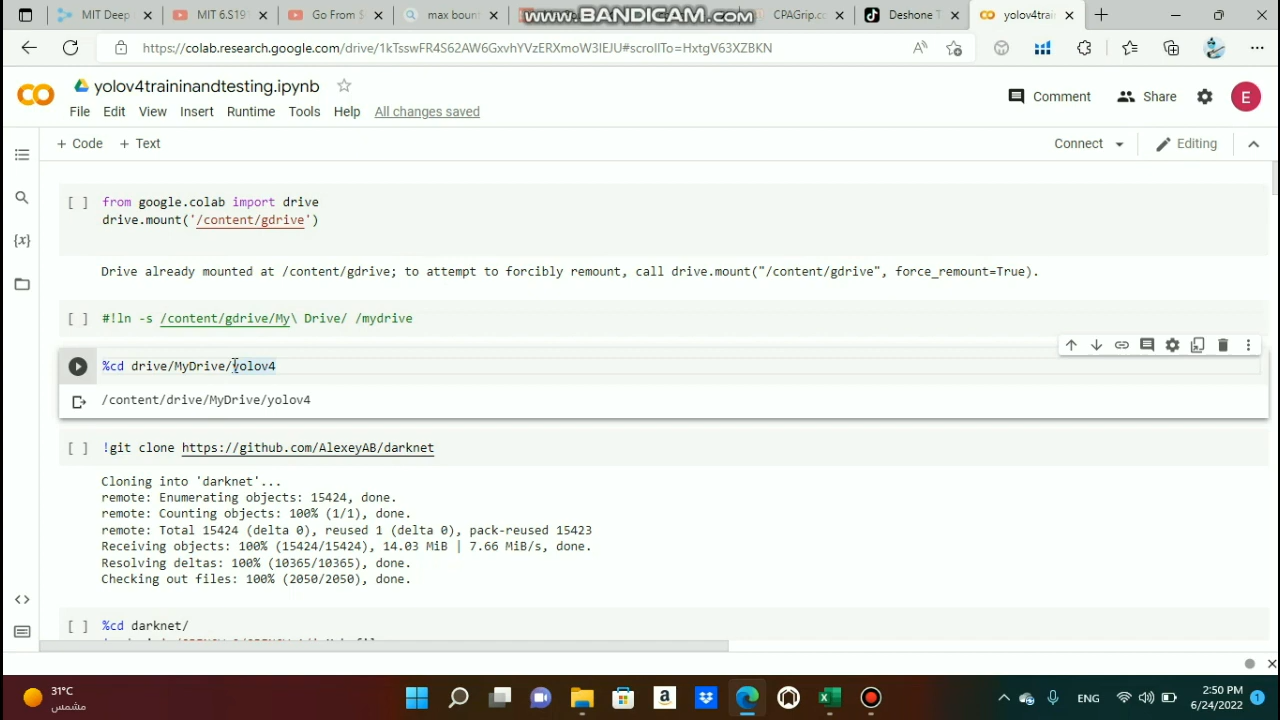 MIT Deep
MIT 6.S19
Go From S
max boun
www.BANDICAM.com
CPAGrip.co
Deshone T
yolov4train
https://colab.research.google.com/drive/1kTsswFR4S62AW6GxvhYVzERXmoW3IEJU#scrollTo=HxtgV63XZBKN
yolov4traininandtesting.ipynb
File Edit View Insert Runtime Tools Help All changes saved
Comment Share E
+ Code + Text
Connect Editing
[ ] from google.colab import drive
drive.mount('/content/gdrive')
Drive already mounted at /content/gdrive; to attempt to forcibly remount, call drive.mount("/content/gdrive", force_remount=True).
[ ] #!ln -s /content/gdrive/My\ Drive/ /mydrive
%cd drive/MyDrive/yolov4
/content/drive/MyDrive/yolov4
[ ] !git clone https://github.com/AlexeyAB/darknet
Cloning into 'darknet'...
remote: Enumerating objects: 15424, done.
remote: Counting objects: 100% (1/1), done.
remote: Total 15424 (delta 0), reused 1 (delta 0), pack-reused 15423
Receiving objects: 100% (15424/15424), 14.03 MiB | 7.66 MiB/s, done.
Resolving deltas: 100% (10365/10365), done.
Checking out files: 100% (2050/2050), done.
[ ] %cd darknet/
31°C
مشمس
ENG
2:50 PM
6/24/2022
1